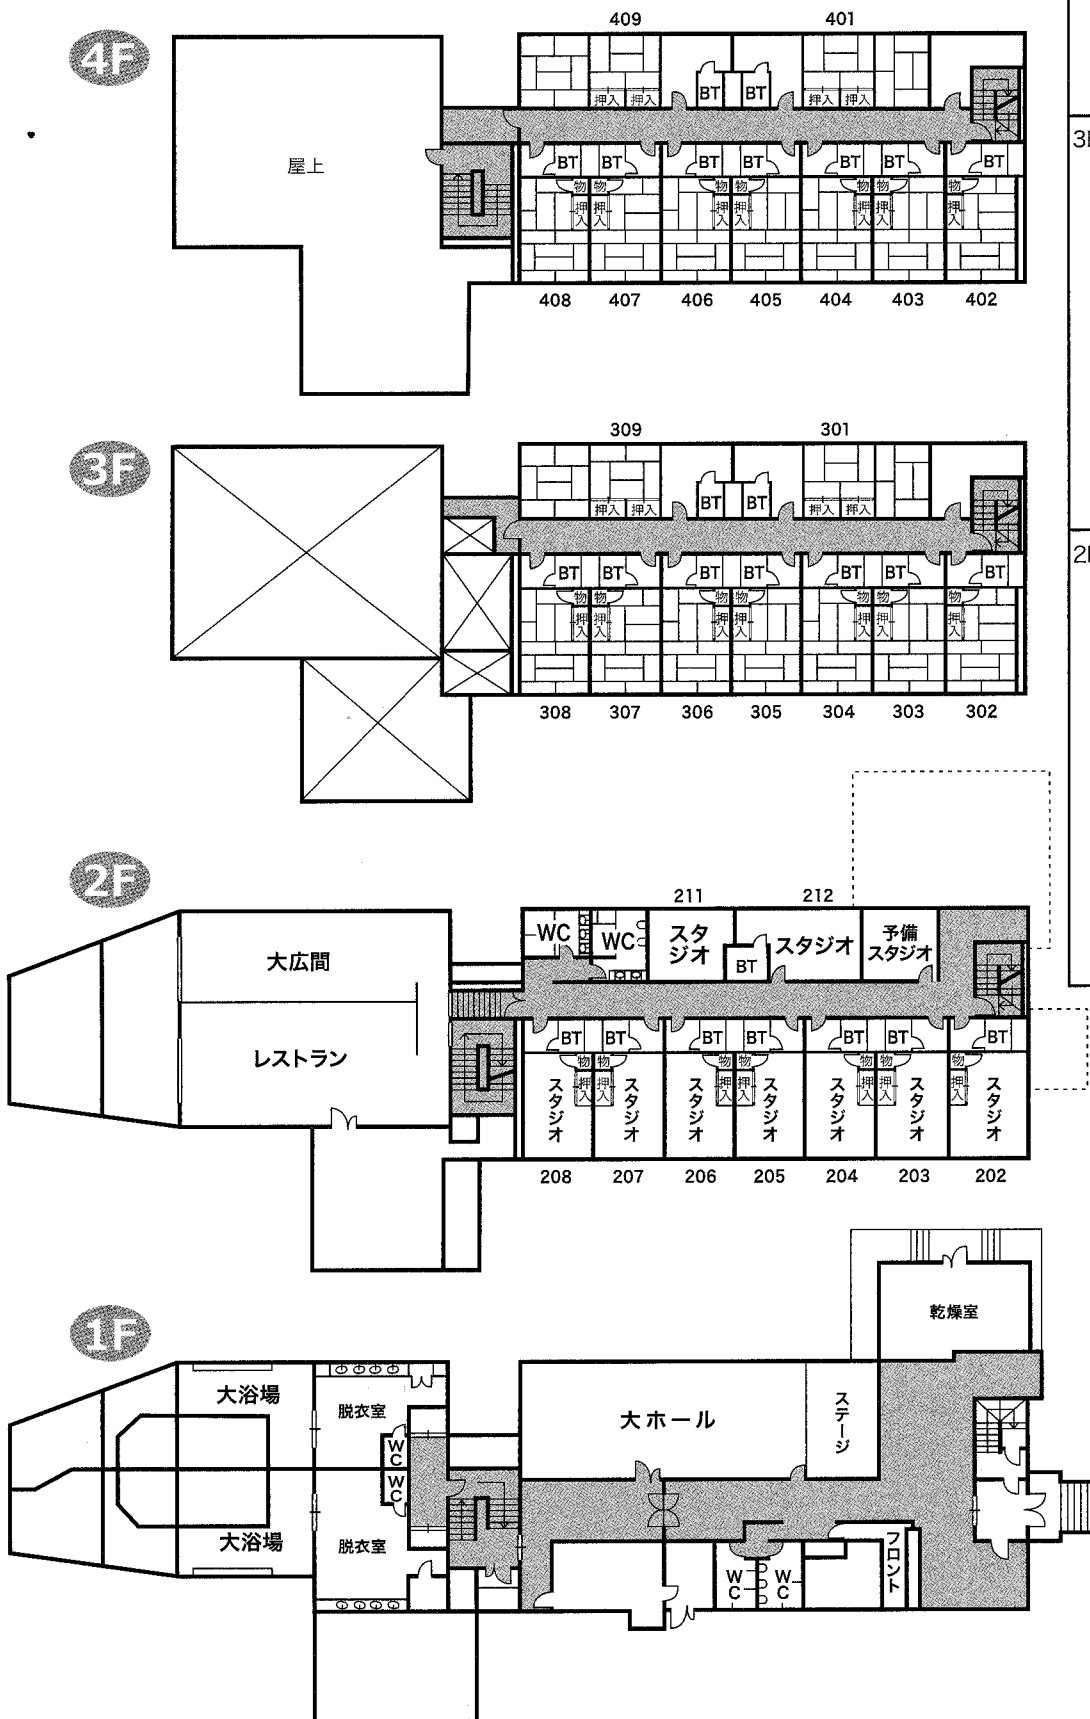 4F
409
401
BT
BT
押入
押入
押入
押入
屋上
BT
BT
BT
BT
BT
BT
BT
物
物
物
物
物
物
物
押入
押入
押入
押入
押入
押入
押入
408
407
406
405
404
403
402
3F
309
301
BT
BT
押入
押入
押入
押入
BT
BT
BT
BT
BT
BT
BT
物
物
物
物
物
物
物
押入
押入
押入
押入
押入
押入
押入
308
307
306
305
304
303
302
2F
211
212
WC
WC
スタジオ
BT
スタジオ
予備
スタジオ
大広間
レストラン
BT
BT
BT
BT
BT
BT
BT
物
物
物
物
物
物
物
押入
押入
押入
押入
押入
押入
押入
スタジオ
スタジオ
スタジオ
スタジオ
スタジオ
スタジオ
スタジオ
208
207
206
205
204
203
202
1F
乾燥室
大浴場
脱衣室
WC
WC
大浴場
脱衣室
大ホール
ステージ
WC
WC
フロント